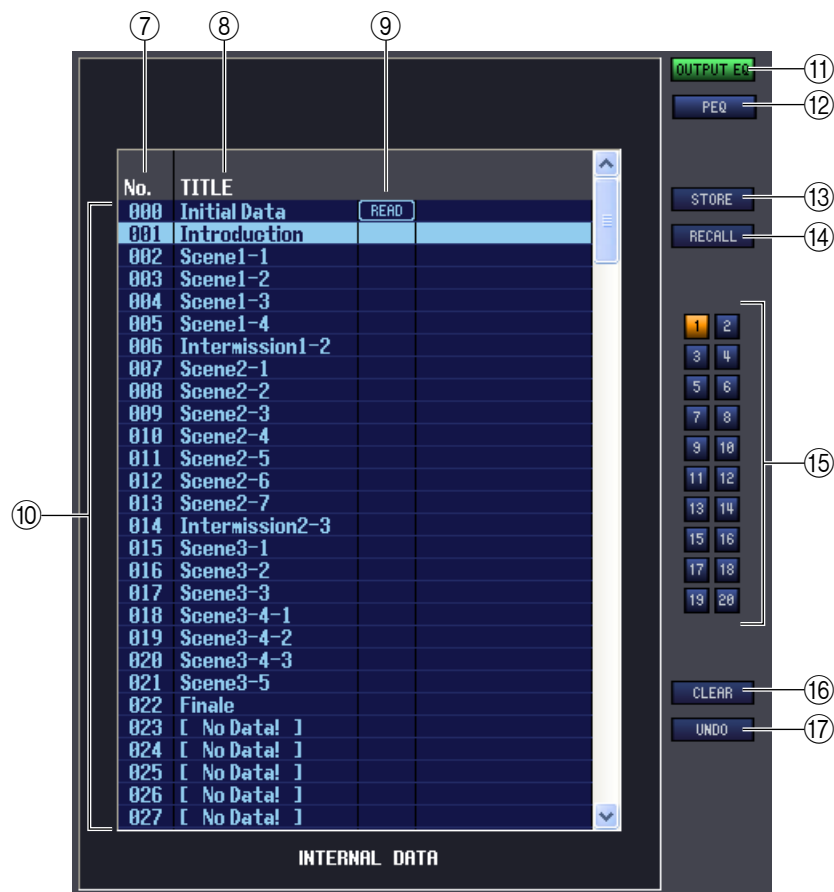 ⑦ ⑧ ⑨
OUTPUT EQ ⑪
PEQ ⑫
No. TITLE
STORE ⑬
RECALL ⑭
000 Initial Data READ
001 Introduction
002 Scene1-1
003 Scene1-2
004 Scene1-3
005 Scene1-4
006 Intermission1-2
007 Scene2-1
008 Scene2-2
009 Scene2-3
010 Scene2-4
011 Scene2-5
012 Scene2-6
013 Scene2-7
014 Intermission2-3
015 Scene3-1
016 Scene3-2
017 Scene3-3
018 Scene3-4-1
019 Scene3-4-2
020 Scene3-4-3
021 Scene3-5
022 Finale
023 [ No Data! ]
024 [ No Data! ]
025 [ No Data! ]
026 [ No Data! ]
027 [ No Data! ]
⑩
1 2
3 4
5 6
7 8
9 10
11 12
13 14
15 16
17 18
19 20
⑮
CLEAR ⑯
UNDO ⑰
INTERNAL DATA